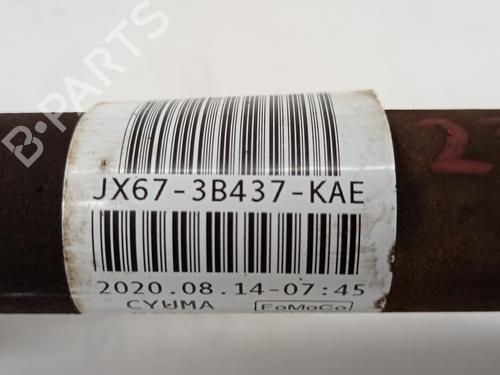 JX67-3B437-KAE
2020.08.14-07:45
CYUMA FoMoCo
B-PARTS